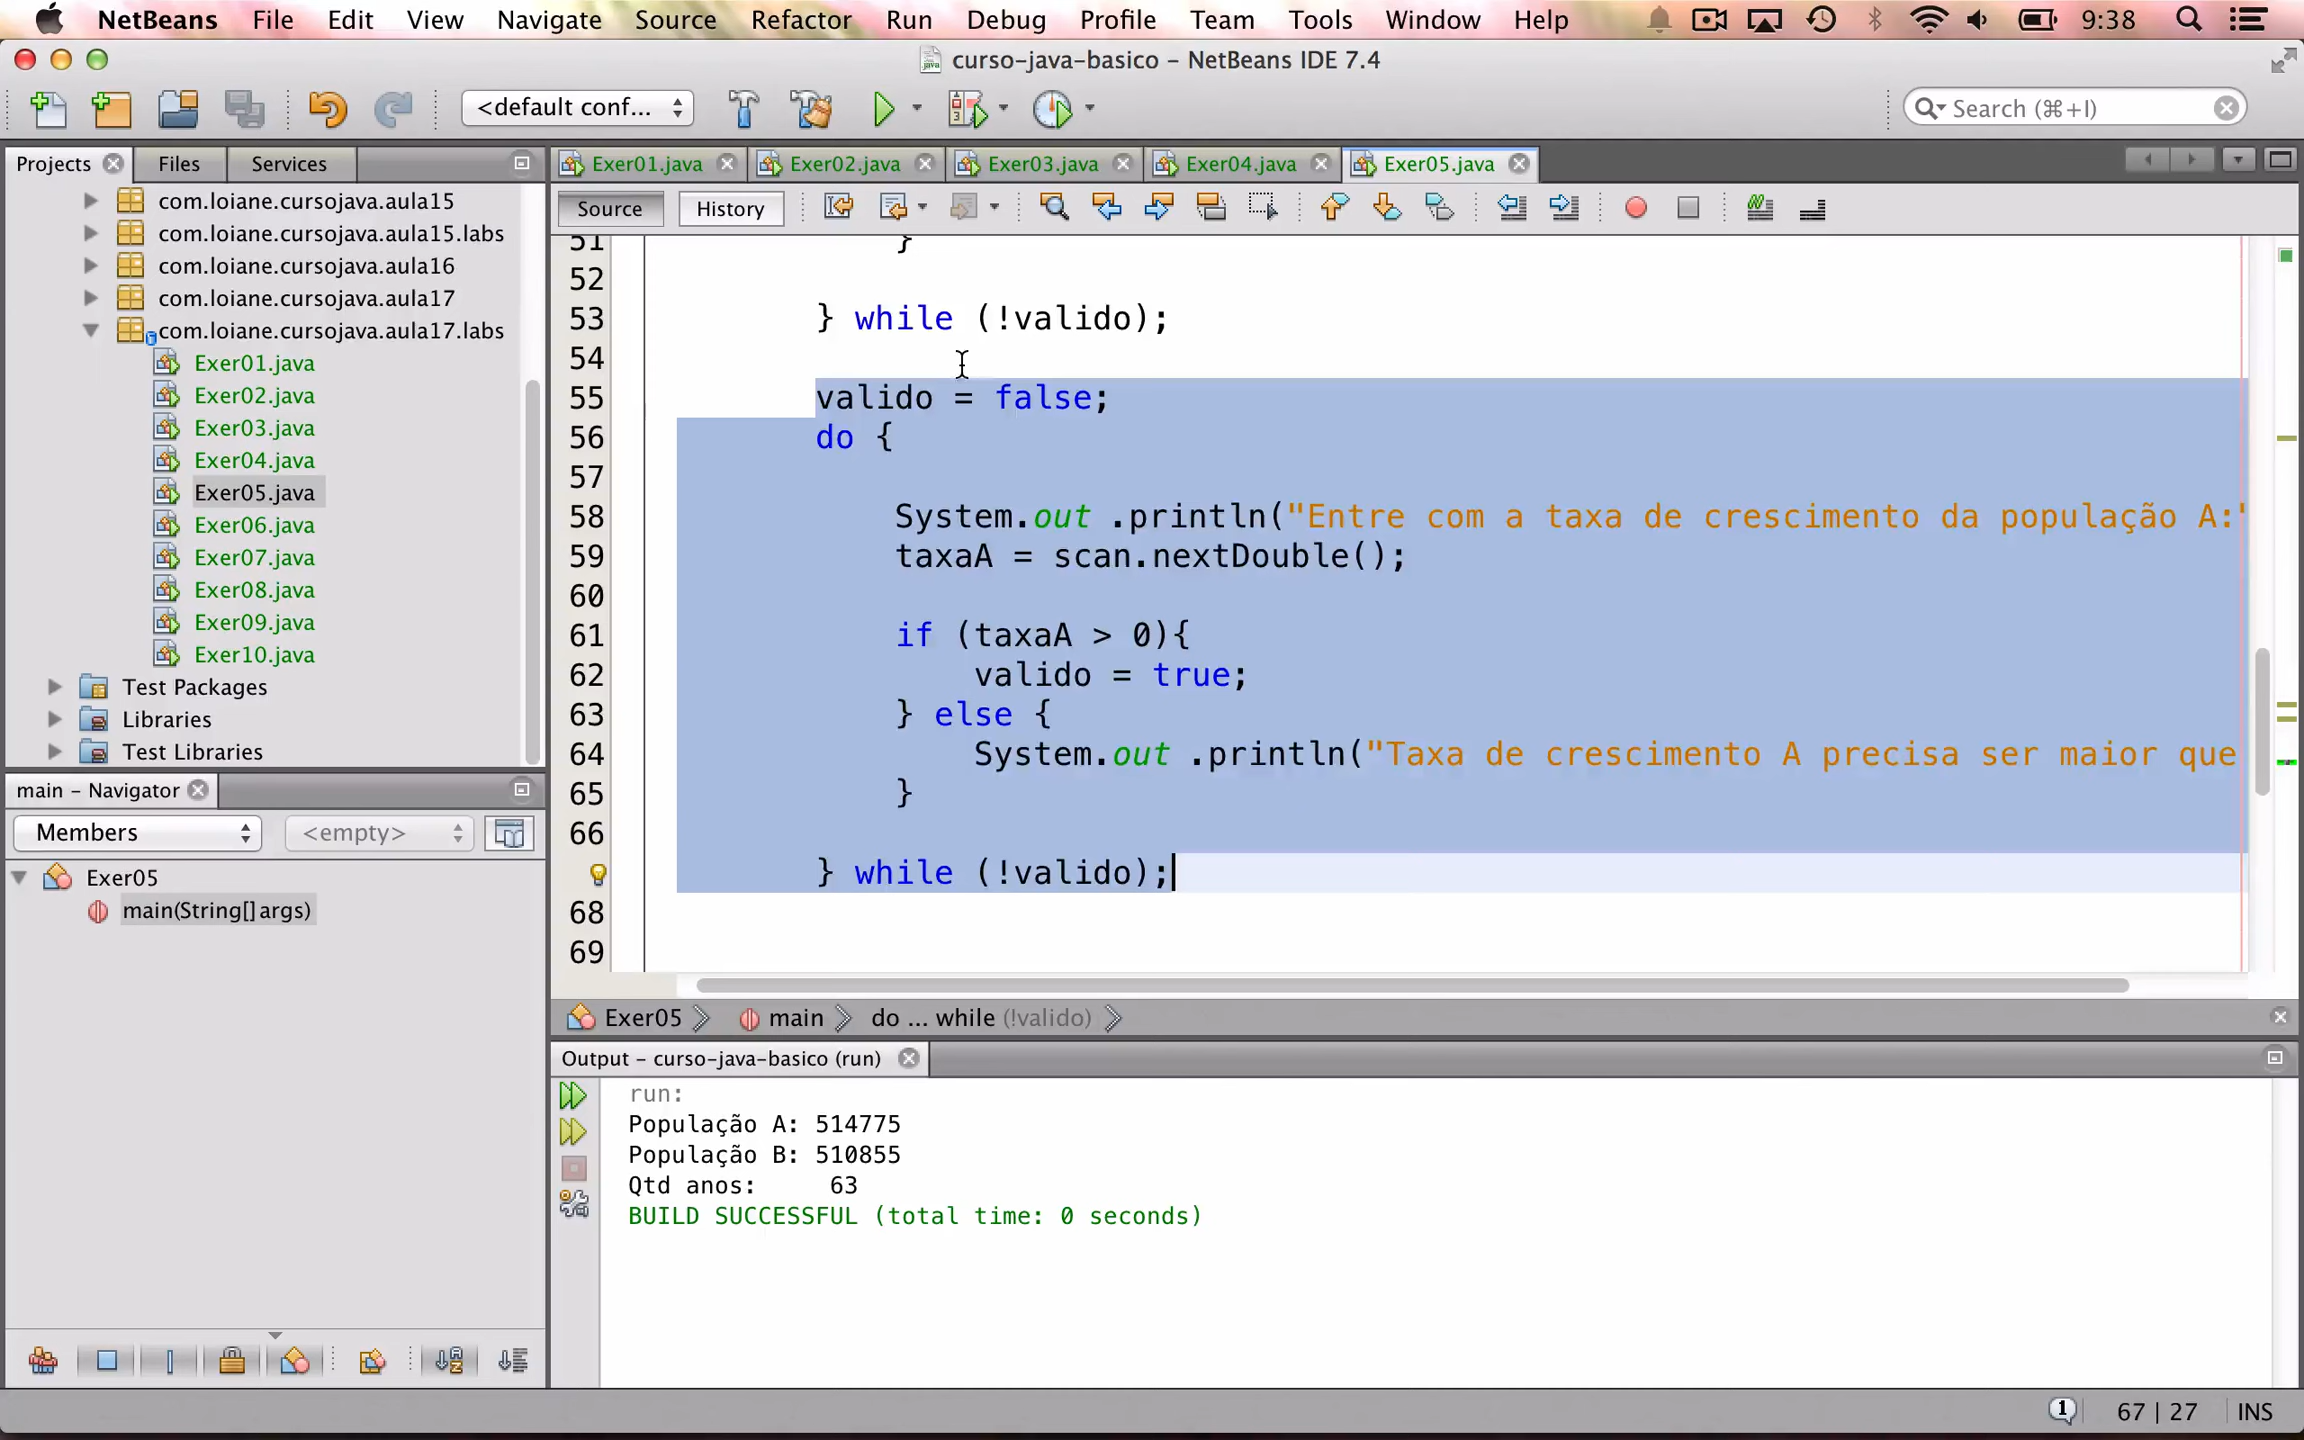 NetBeans File Edit View Navigate Source Refactor Run Debug Profile Team Tools Window Help 9:38
curso-java-basico – NetBeans IDE 7.4
<default conf... Search (⌘+I)
Projects Files Services
Exer01.java Exer02.java Exer03.java Exer04.java Exer05.java
Source History
com.loiane.cursojava.aula15
com.loiane.cursojava.aula15.labs
com.loiane.cursojava.aula16
com.loiane.cursojava.aula17
com.loiane.cursojava.aula17.labs
Exer01.java
Exer02.java
Exer03.java
Exer04.java
Exer05.java
Exer06.java
Exer07.java
Exer08.java
Exer09.java
Exer10.java
Test Packages
Libraries
Test Libraries
main – Navigator
Members <empty>
Exer05
main(String[] args)
51 }
52
53 } while (!valido);
54
55 valido = false;
56 do {
57
58 System.out .println("Entre com a taxa de crescimento da população A:"
59 taxaA = scan.nextDouble();
60
61 if (taxaA > 0){
62 valido = true;
63 } else {
64 System.out .println("Taxa de crescimento A precisa ser maior que
65 }
66
} while (!valido);
68
69
Exer05 main do ... while (!valido)
Output – curso-java-basico (run)
run:
População A: 514775
População B: 510855
Qtd anos: 63
BUILD SUCCESSFUL (total time: 0 seconds)
1 67 | 27 INS